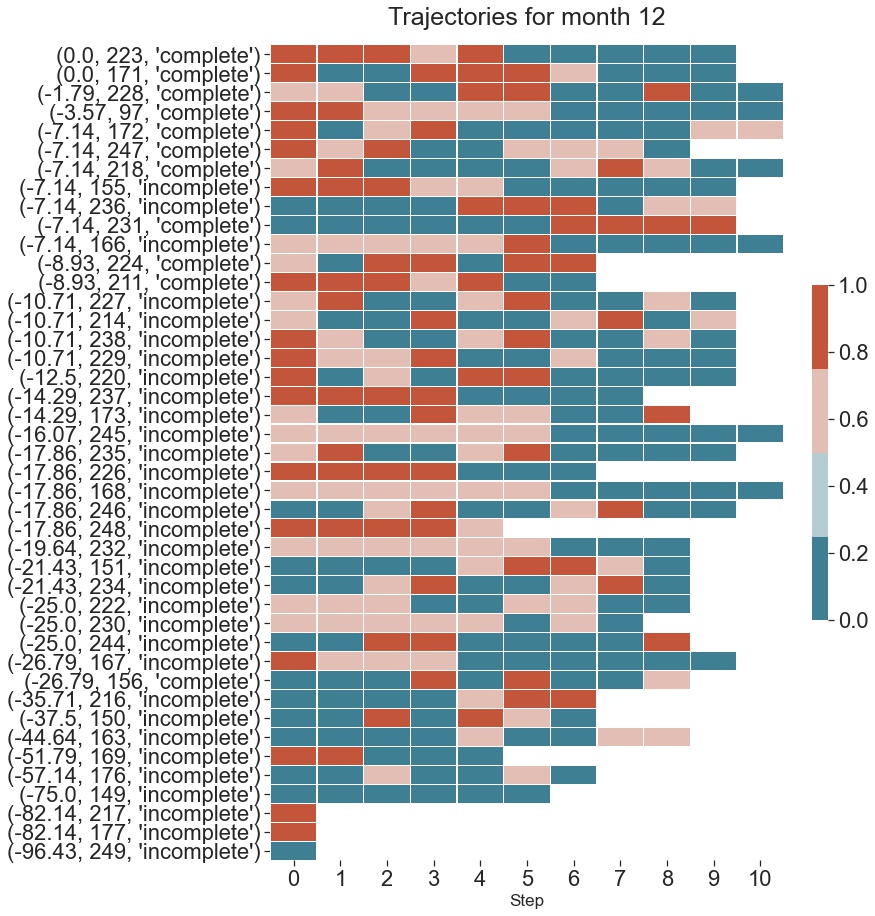 Trajectories for month 12
(0.0, 223, 'complete')
(0.0, 171, 'complete')
(-1.79, 228, 'complete')
(-3.57, 97, 'complete')
(-7.14, 172, 'complete')
(-7.14, 247, 'complete')
(-7.14, 218, 'complete')
(-7.14, 155, 'incomplete')
(-7.14, 236, 'incomplete')
(-7.14, 231, 'complete')
(-7.14, 166, 'incomplete')
(-8.93, 224, 'complete')
(-8.93, 211, 'complete')
(-10.71, 227, 'incomplete')
(-10.71, 214, 'incomplete')
(-10.71, 238, 'incomplete')
(-10.71, 229, 'incomplete')
(-12.5, 220, 'incomplete')
(-14.29, 237, 'incomplete')
(-14.29, 173, 'incomplete')
(-16.07, 245, 'incomplete')
(-17.86, 235, 'incomplete')
(-17.86, 226, 'incomplete')
(-17.86, 168, 'incomplete')
(-17.86, 246, 'incomplete')
(-17.86, 248, 'incomplete')
(-19.64, 232, 'incomplete')
(-21.43, 151, 'incomplete')
(-21.43, 234, 'incomplete')
(-25.0, 222, 'incomplete')
(-25.0, 230, 'incomplete')
(-25.0, 244, 'incomplete')
(-26.79, 167, 'incomplete')
(-26.79, 156, 'complete')
(-35.71, 216, 'incomplete')
(-37.5, 150, 'incomplete')
(-44.64, 163, 'incomplete')
(-51.79, 169, 'incomplete')
(-57.14, 176, 'incomplete')
(-75.0, 149, 'incomplete')
(-82.14, 217, 'incomplete')
(-82.14, 177, 'incomplete')
(-96.43, 249, 'incomplete')
0 1 2 3 4 5 6 7 8 9 10
Step
1.0
0.8
0.6
0.4
0.2
0.0